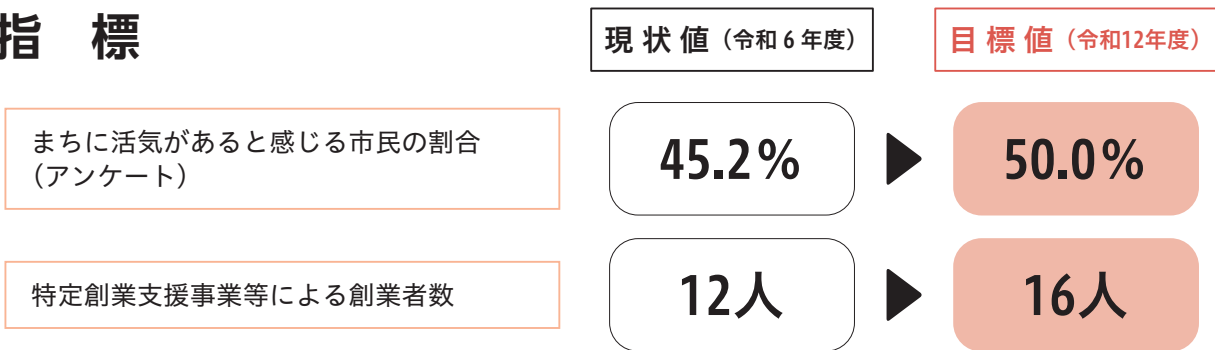 指 標
現状値（令和6年度）
目標値（令和12年度）
まちに活気があると感じる市民の割合
（アンケート）
45.2%
50.0%
特定創業支援事業等による創業者数
12人
16人